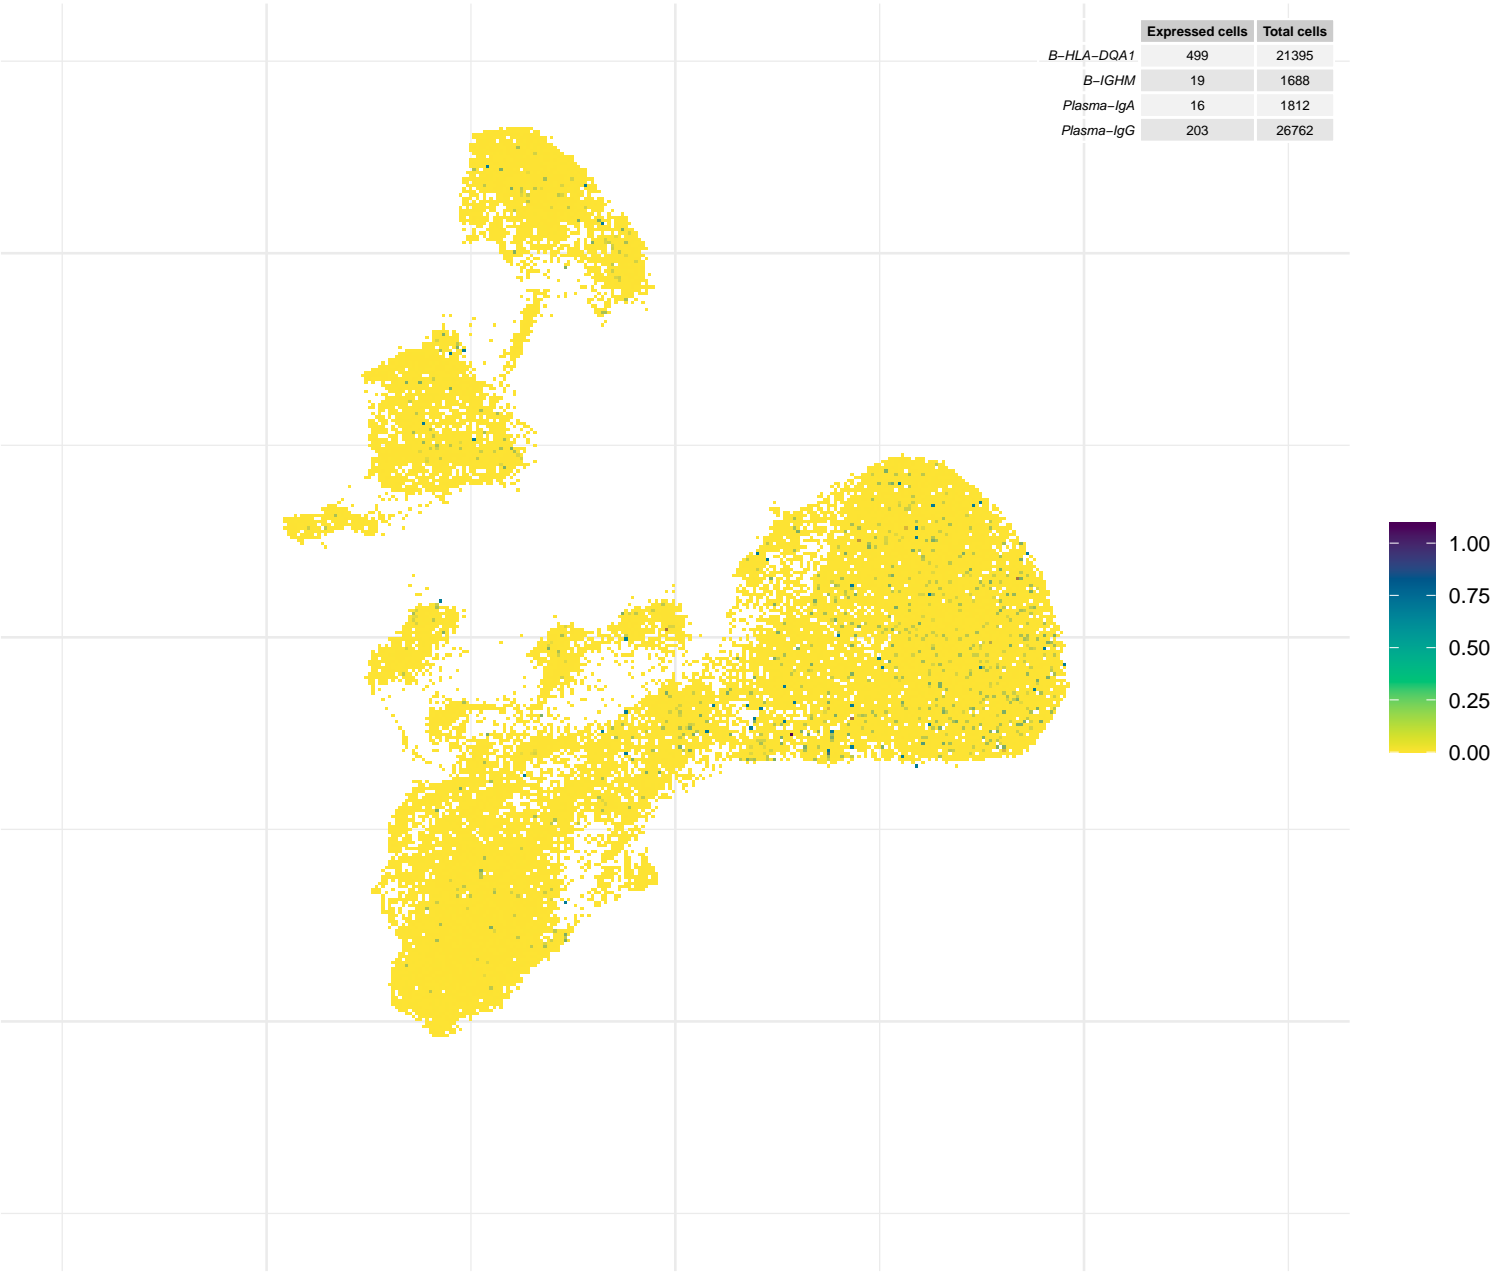 Expressed cells Total cells
B−HLA−DQA1 499 21395
B−IGHM 19 1688
Plasma−IgA 16 1812
Plasma−IgG 203 26762
1.00
0.75
0.50
0.25
0.00